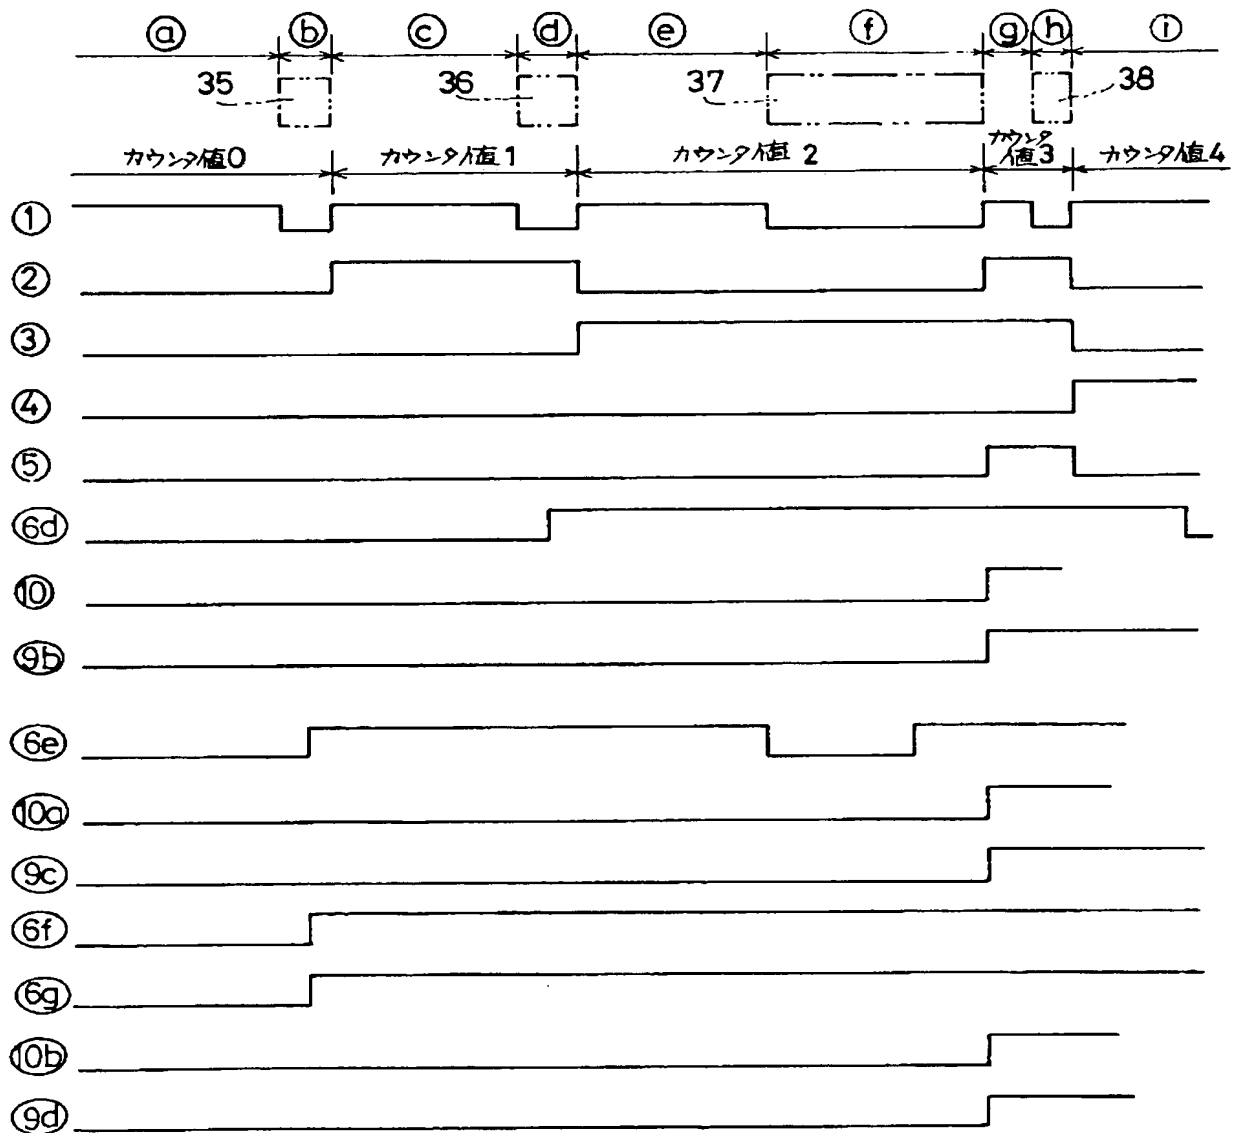 ⓐ ⓑ ⓒ ⓓ ⓔ ⓕ ⓖ ⓗ ⓘ
35 36 37 38
カウンタ値0 カウンタ値1 カウンタ値2 カウンタ値3 カウンタ値4
①
②
③
④
⑤
6d
10
9b
6e
10a
9c
6f
6g
10b
9d